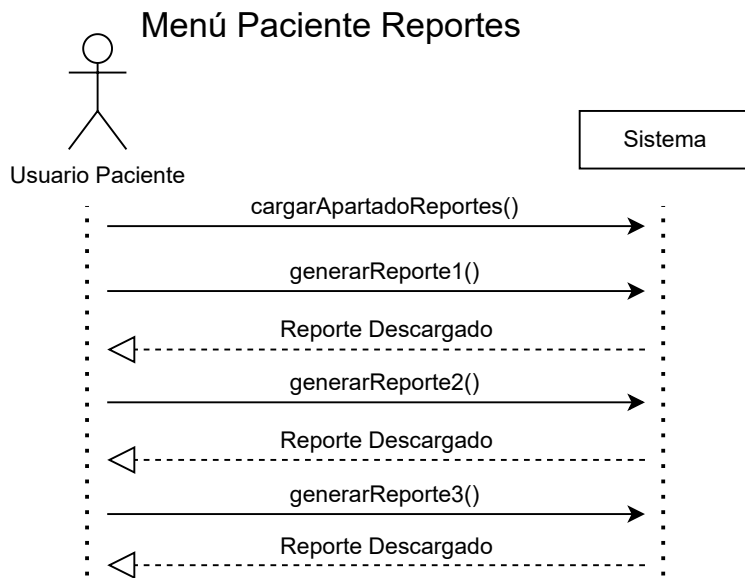 Menú Paciente Reportes
Sistema
Usuario Paciente
cargarApartadoReportes()
generarReporte1()
Reporte Descargado
generarReporte2()
Reporte Descargado
generarReporte3()
Reporte Descargado